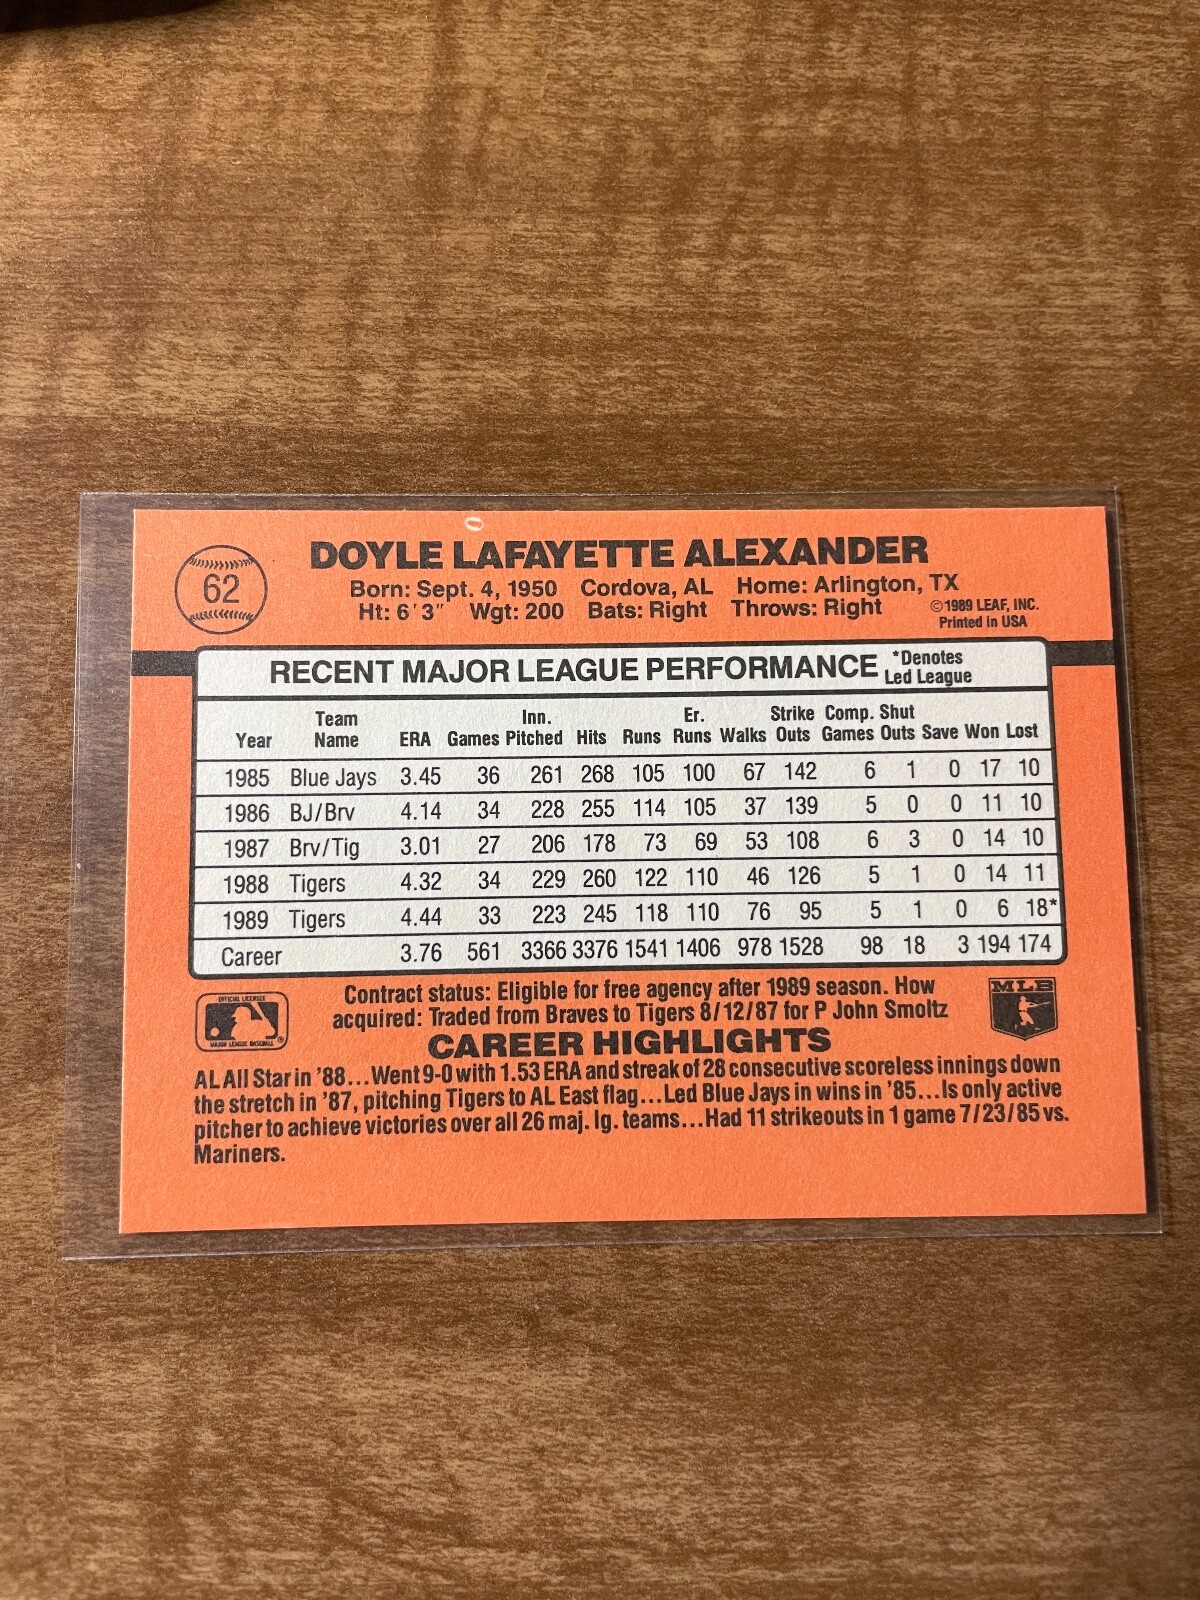 62
DOYLE LAFAYETTE ALEXANDER
Born: Sept. 4, 1950 Cordova, AL Home: Arlington, TX
Ht: 6'3" Wgt: 200 Bats: Right Throws: Right
©1989 LEAF, INC.
Printed in USA
RECENT MAJOR LEAGUE PERFORMANCE *Denotes Led League
Year Team Name ERA Games Inn. Pitched Hits Runs Er. Runs Walks Strike Outs Comp. Games Shut Outs Save Won Lost
1985 Blue Jays 3.45 36 261 268 105 100 67 142 6 1 0 17 10
1986 BJ/Brv 4.14 34 228 255 114 105 37 139 5 0 0 11 10
1987 Brv/Tig 3.01 27 206 178 73 69 53 108 6 3 0 14 10
1988 Tigers 4.32 34 229 260 122 110 46 126 5 1 0 14 11
1989 Tigers 4.44 33 223 245 118 110 76 95 5 1 0 6 18*
Career 3.76 561 3366 3376 1541 1406 978 1528 98 18 3 194 174
Contract status: Eligible for free agency after 1989 season. How
acquired: Traded from Braves to Tigers 8/12/87 for P John Smoltz
OFFICIAL LICENSEE
MAJOR LEAGUE BASEBALL
MLB
CAREER HIGHLIGHTS
AL All Star in '88...Went 9-0 with 1.53 ERA and streak of 28 consecutive scoreless innings down
the stretch in '87, pitching Tigers to AL East flag...Led Blue Jays in wins in '85...Is only active
pitcher to achieve victories over all 26 maj. lg. teams...Had 11 strikeouts in 1 game 7/23/85 vs.
Mariners.